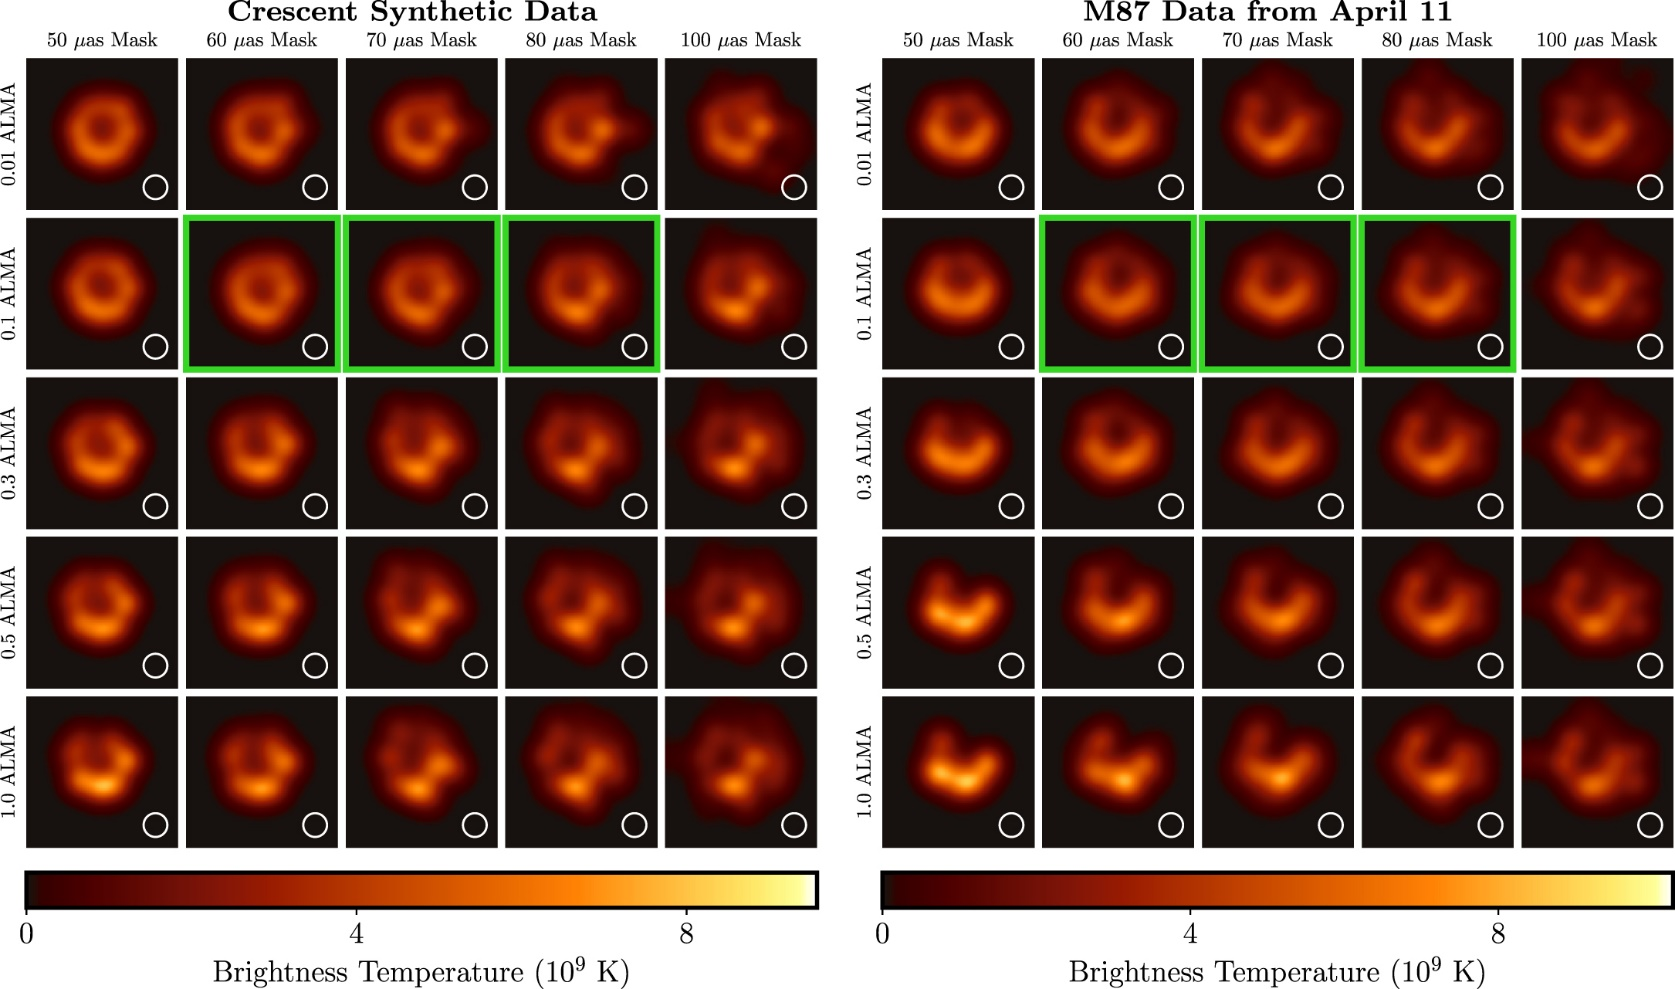 Crescent Synthetic Data
50 μas Mask 60 μas Mask 70 μas Mask 80 μas Mask 100 μas Mask
0.01 ALMA
0.1 ALMA
0.3 ALMA
0.5 ALMA
1.0 ALMA
0 4 8
Brightness Temperature (10⁹ K)
M87 Data from April 11
50 μas Mask 60 μas Mask 70 μas Mask 80 μas Mask 100 μas Mask
0.01 ALMA
0.1 ALMA
0.3 ALMA
0.5 ALMA
1.0 ALMA
0 4 8
Brightness Temperature (10⁹ K)